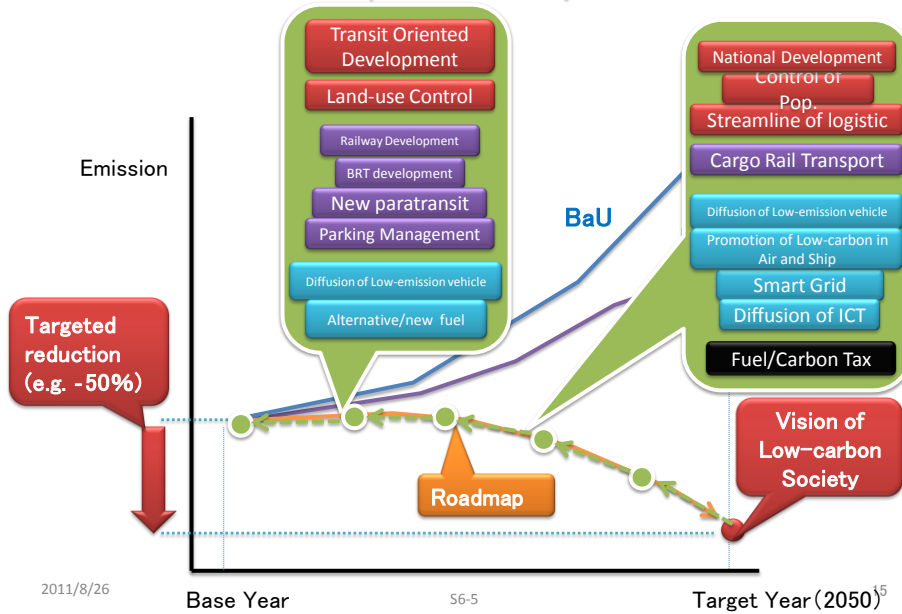 Transit Oriented
Development
Land-use Control
Railway Development
BRT development
New paratransit
Parking Management
Diffusion of Low-emission vehicle
Alternative/new fuel
National Development
Control of
Pop.
Streamline of logistic
Cargo Rail Transport
Diffusion of Low-emission vehicle
Promotion of Low-carbon in
Air and Ship
Smart Grid
Diffusion of ICT
Fuel/Carbon Tax
Emission
BaU
Targeted
reduction
(e.g. -50%)
Roadmap
Vision of
Low-carbon
Society
2011/8/26
Base Year
S6-5
Target Year(2050)
15